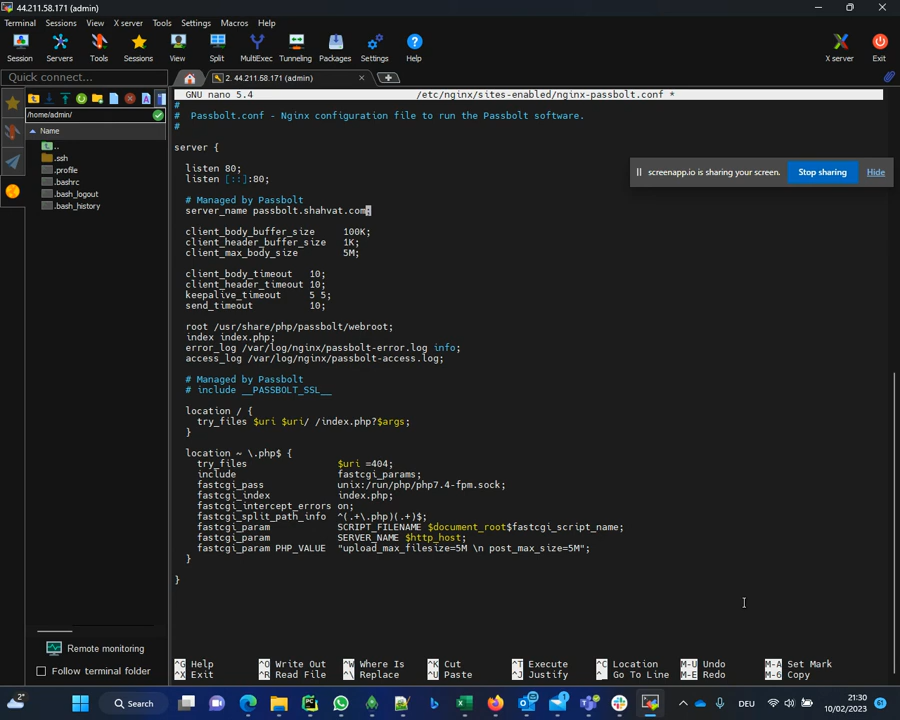 44.211.58.171 (admin)
Terminal Sessions View X server Tools Settings Macros Help
Session Servers Tools Sessions View Split MultiExec Tunneling Packages Settings Help X server Exit
Quick connect...
2. 44.211.58.171 (admin)
/home/admin/
Name
..
.ssh
.profile
.bashrc
.bash_logout
.bash_history
GNU nano 5.4 /etc/nginx/sites-enabled/nginx-passbolt.conf *
#
# Passbolt.conf - Nginx configuration file to run the Passbolt software.
#
server {
listen 80;
listen [::]:80;
# Managed by Passbolt
server_name passbolt.shahvat.com;
client_body_buffer_size 100K;
client_header_buffer_size 1K;
client_max_body_size 5M;
client_body_timeout 10;
client_header_timeout 10;
keepalive_timeout 5 5;
send_timeout 10;
root /usr/share/php/passbolt/webroot;
index index.php;
error_log /var/log/nginx/passbolt-error.log info;
access_log /var/log/nginx/passbolt-access.log;
# Managed by Passbolt
# include __PASSBOLT_SSL__
location / {
try_files $uri $uri/ /index.php?$args;
}
location ~ \.php$ {
try_files $uri =404;
include fastcgi_params;
fastcgi_pass unix:/run/php/php7.4-fpm.sock;
fastcgi_index index.php;
fastcgi_intercept_errors on;
fastcgi_split_path_info ^(.+\.php)(.+)$;
fastcgi_param SCRIPT_FILENAME $document_root$fastcgi_script_name;
fastcgi_param SERVER_NAME $http_host;
fastcgi_param PHP_VALUE "upload_max_filesize=5M \n post_max_size=5M";
}
}
screenapp.io is sharing your screen. Stop sharing Hide
^G Help ^O Write Out ^W Where Is ^K Cut ^T Execute ^C Location M-U Undo M-A Set Mark
^X Exit ^R Read File ^\ Replace ^U Paste ^J Justify ^_ Go To Line M-E Redo M-6 Copy
Remote monitoring
Follow terminal folder
2° Search DEU 21:30 61
10/02/2023